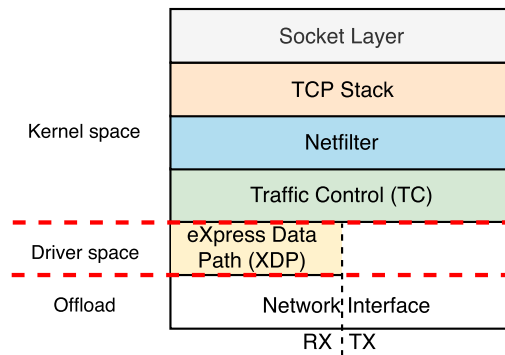 Socket Layer
TCP Stack
Kernel space
Netfilter
Traffic Control (TC)
eXpress Data
Path (XDP)
Driver space
Offload
Network Interface
RX TX